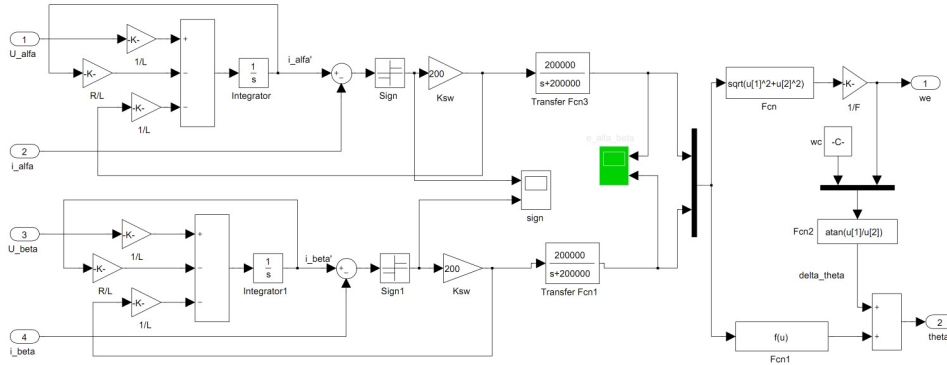 1
U_alfa
-K-
1/L
-K-
R/L
-K-
1/L
+
−
−
1
s
Integrator
i_alfa'
+
−
Sign
200
Ksw
200000
s+200000
Transfer Fcn3
2
i_alfa
e_alfa_beta
sign
3
U_beta
-K-
1/L
-K-
R/L
-K-
1/L
+
−
−
1
s
Integrator1
i_beta'
+
−
Sign1
200
Ksw
200000
s+200000
Transfer Fcn1
4
i_beta
sqrt(u[1]^2+u[2]^2)
Fcn
-K-
1/F
1
we
wc
-C-
Fcn2
atan(u[1]/u[2])
delta_theta
+
+
2
theta
f(u)
Fcn1